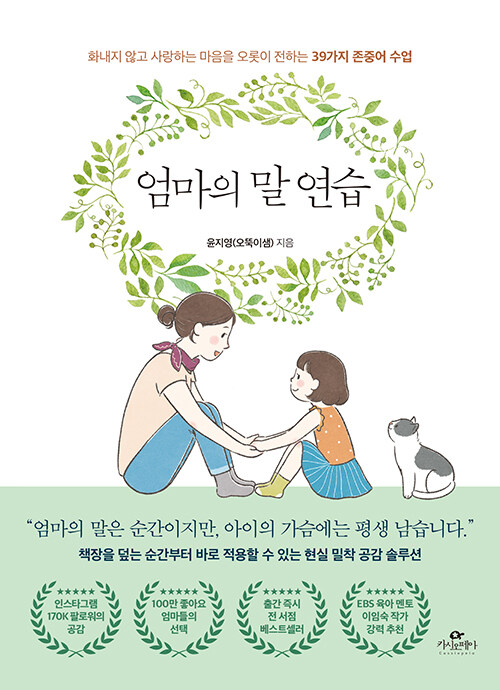 화내지 않고 사랑하는 마음을 오롯이 전하는 39가지 존중어 수업
엄마의 말 연습
윤지영(오뚝이샘) 지음
“엄마의 말은 순간이지만, 아이의 가슴에는 평생 남습니다.”
책장을 덮는 순간부터 바로 적용할 수 있는 현실 밀착 공감 솔루션
★★★★★
인스타그램
170K 팔로워의
공감
★★★★★
100만 좋아요
엄마들의
선택
★★★★★
출간 즉시
전 서점
베스트셀러
★★★★★
EBS 육아 멘토
이임숙 작가
강력 추천
카시오페아
Cassiopeia